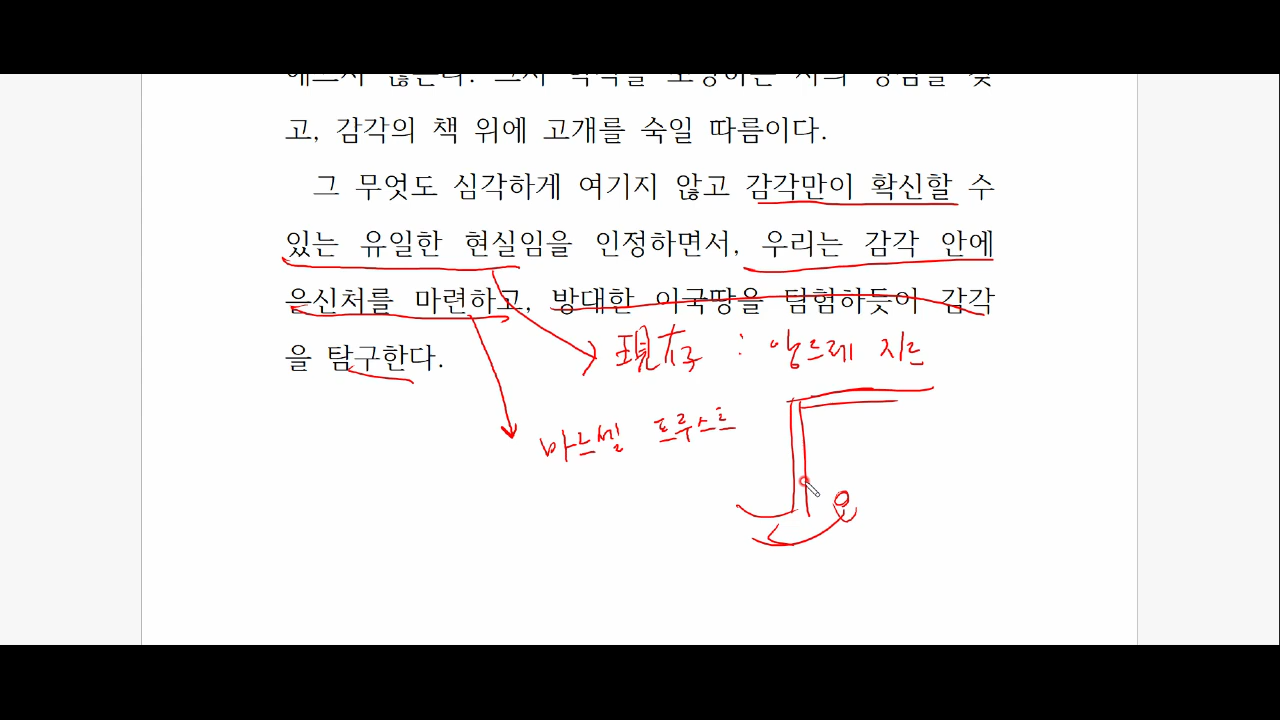 고, 감각의 책 위에 고개를 숙일 따름이다.
그 무엇도 심각하게 여기지 않고 감각만이 확신할 수
있는 유일한 현실임을 인정하면서, 우리는 감각 안에
은신처를 마련하고, 방대한 이국땅을 탐험하듯이 감각
을 탐구한다.
現存 : 앙드레 지드
마르셀 프루스트